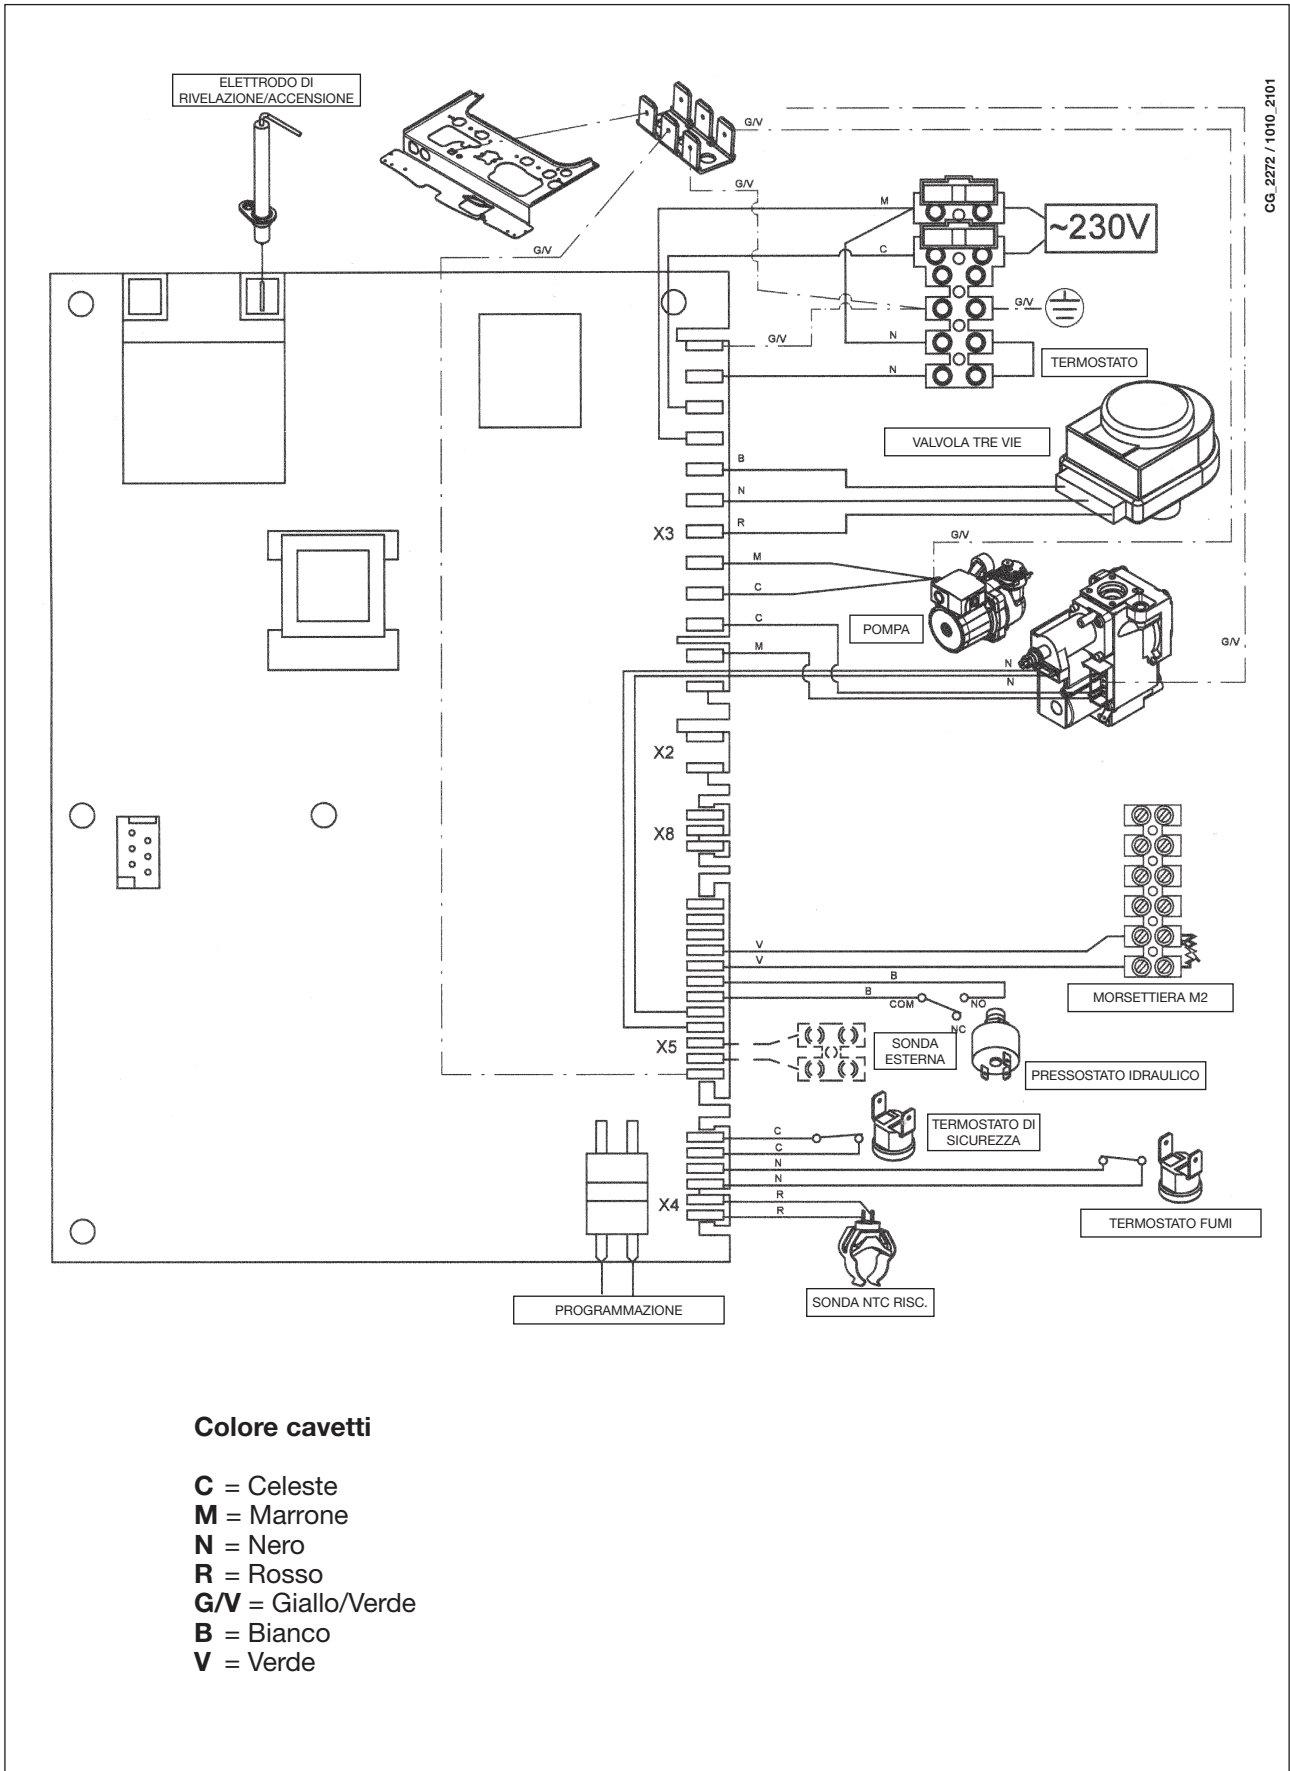 CG_2272 / 1010_2101
ELETTRODO DI
RIVELAZIONE/ACCENSIONE
G/V
G/V
G/V
M
~230V
C
G/V
G/V
N
TERMOSTATO
N
VALVOLA TRE VIE
B
N
X3
R
G/V
M
C
C
POMPA
M
G/V
N
N
X2
X8
V
V
B
B
COM
NO
NC
MORSETTIERA M2
X5
SONDA
ESTERNA
PRESSOSTATO IDRAULICO
C
C
TERMOSTATO DI
SICUREZZA
N
N
X4
R
R
TERMOSTATO FUMI
SONDA NTC RISC.
PROGRAMMAZIONE
Colore cavetti
C = Celeste
M = Marrone
N = Nero
R = Rosso
G/V = Giallo/Verde
B = Bianco
V = Verde